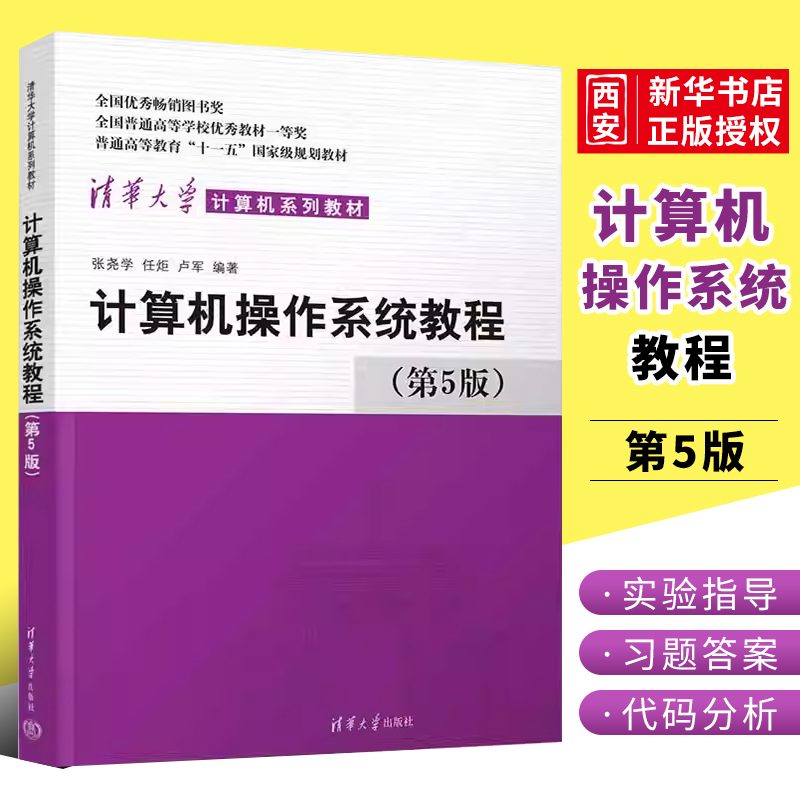 清华大学计算机系列教材
计算机操作系统教程
(第5版)
清华大学
出版社
全国优秀畅销图书奖
全国普通高等学校优秀教材一等奖
普通高等教育“十一五”国家级规划教材
清华大学 计算机系列教材
张尧学 任炬 卢军 编著
计算机操作系统教程
(第5版)
清华大学出版社
西安
新华书店
正版授权
计算机
操作系统
教程
第5版
·实验指导
·习题答案
·代码分析